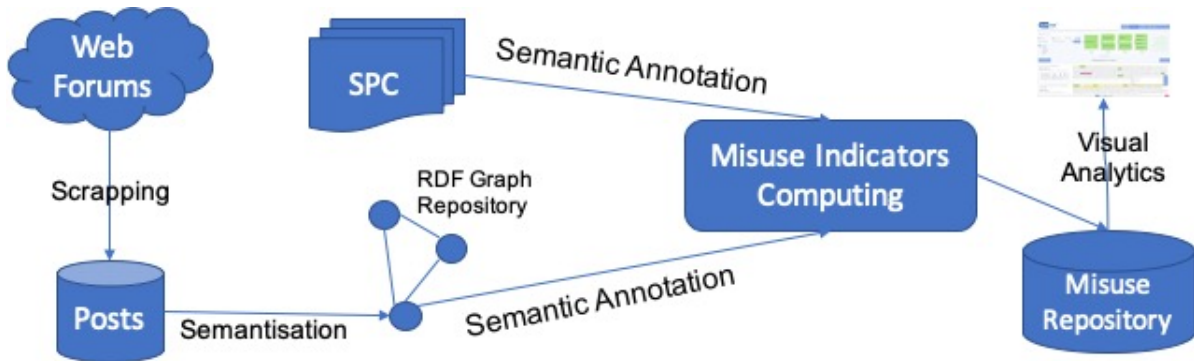 Web
Forums
SPC
Semantic Annotation
Scrapping
RDF Graph
Repository
Misuse Indicators
Computing
Visual
Analytics
Posts
Semantisation
Semantic Annotation
Misuse
Repository